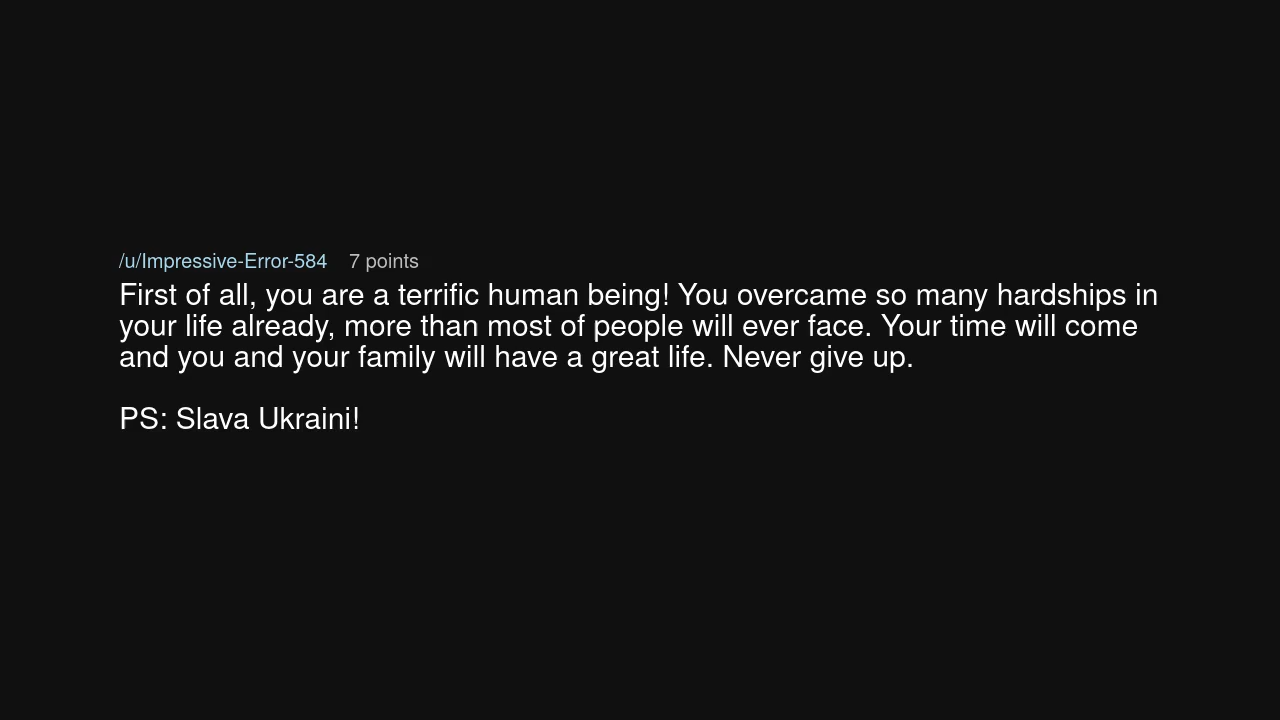 /u/Impressive-Error-584 7 points
First of all, you are a terrific human being! You overcame so many hardships in
your life already, more than most of people will ever face. Your time will come
and you and your family will have a great life. Never give up.
PS: Slava Ukraini!